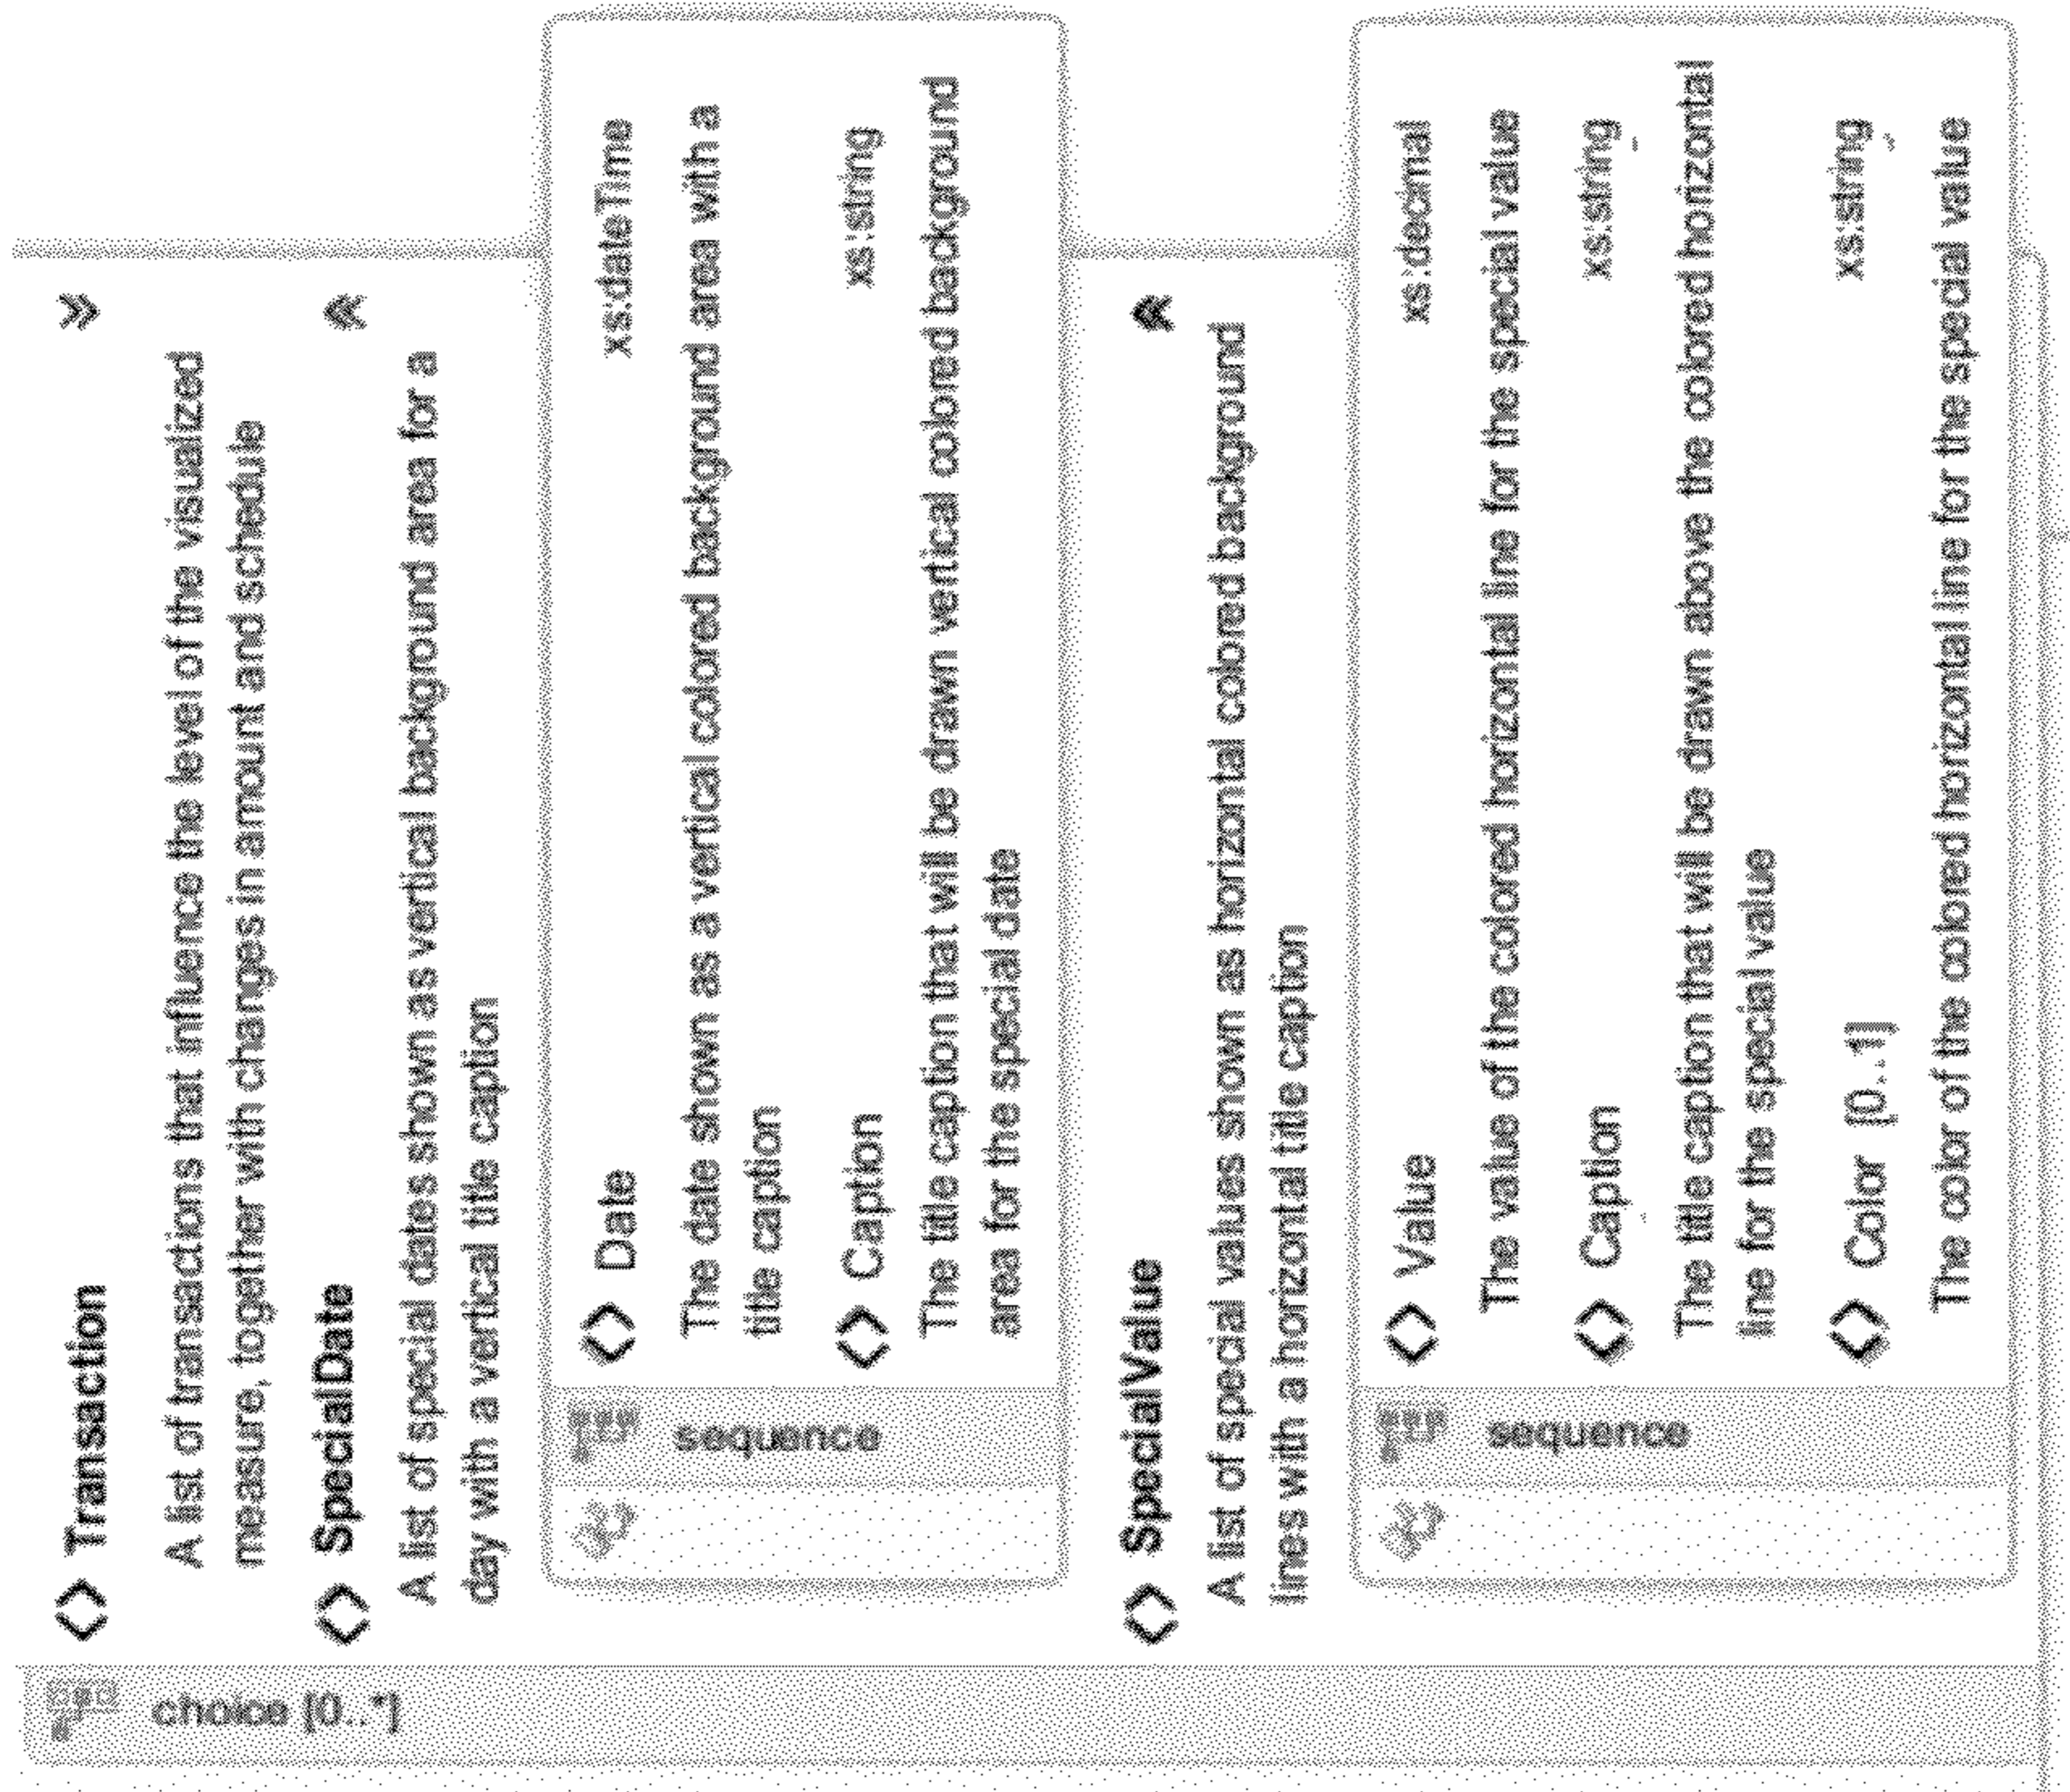 choice [0..*]
Transaction
A list of transactions that influence the level of the visualized
measure, together with changes in amount and schedule
SpecialDate
A list of special dates shown as vertical background area for a
day with a vertical title caption
sequence
Date xs:dateTime
The date shown as a vertical colored background area with a
title caption
Caption xs:string
The title caption that will be drawn vertical colored background
area for the special date
SpecialValue
A list of special values shown as horizontal colored background
lines with a horizontal title caption
sequence
Value xs:decimal
The value of the colored horizontal line for the special value
Caption xs:string
The title caption that will be drawn above the colored horizontal
line for the special value
Color [0..1] xs:string
The color of the colored horizontal line for the special value